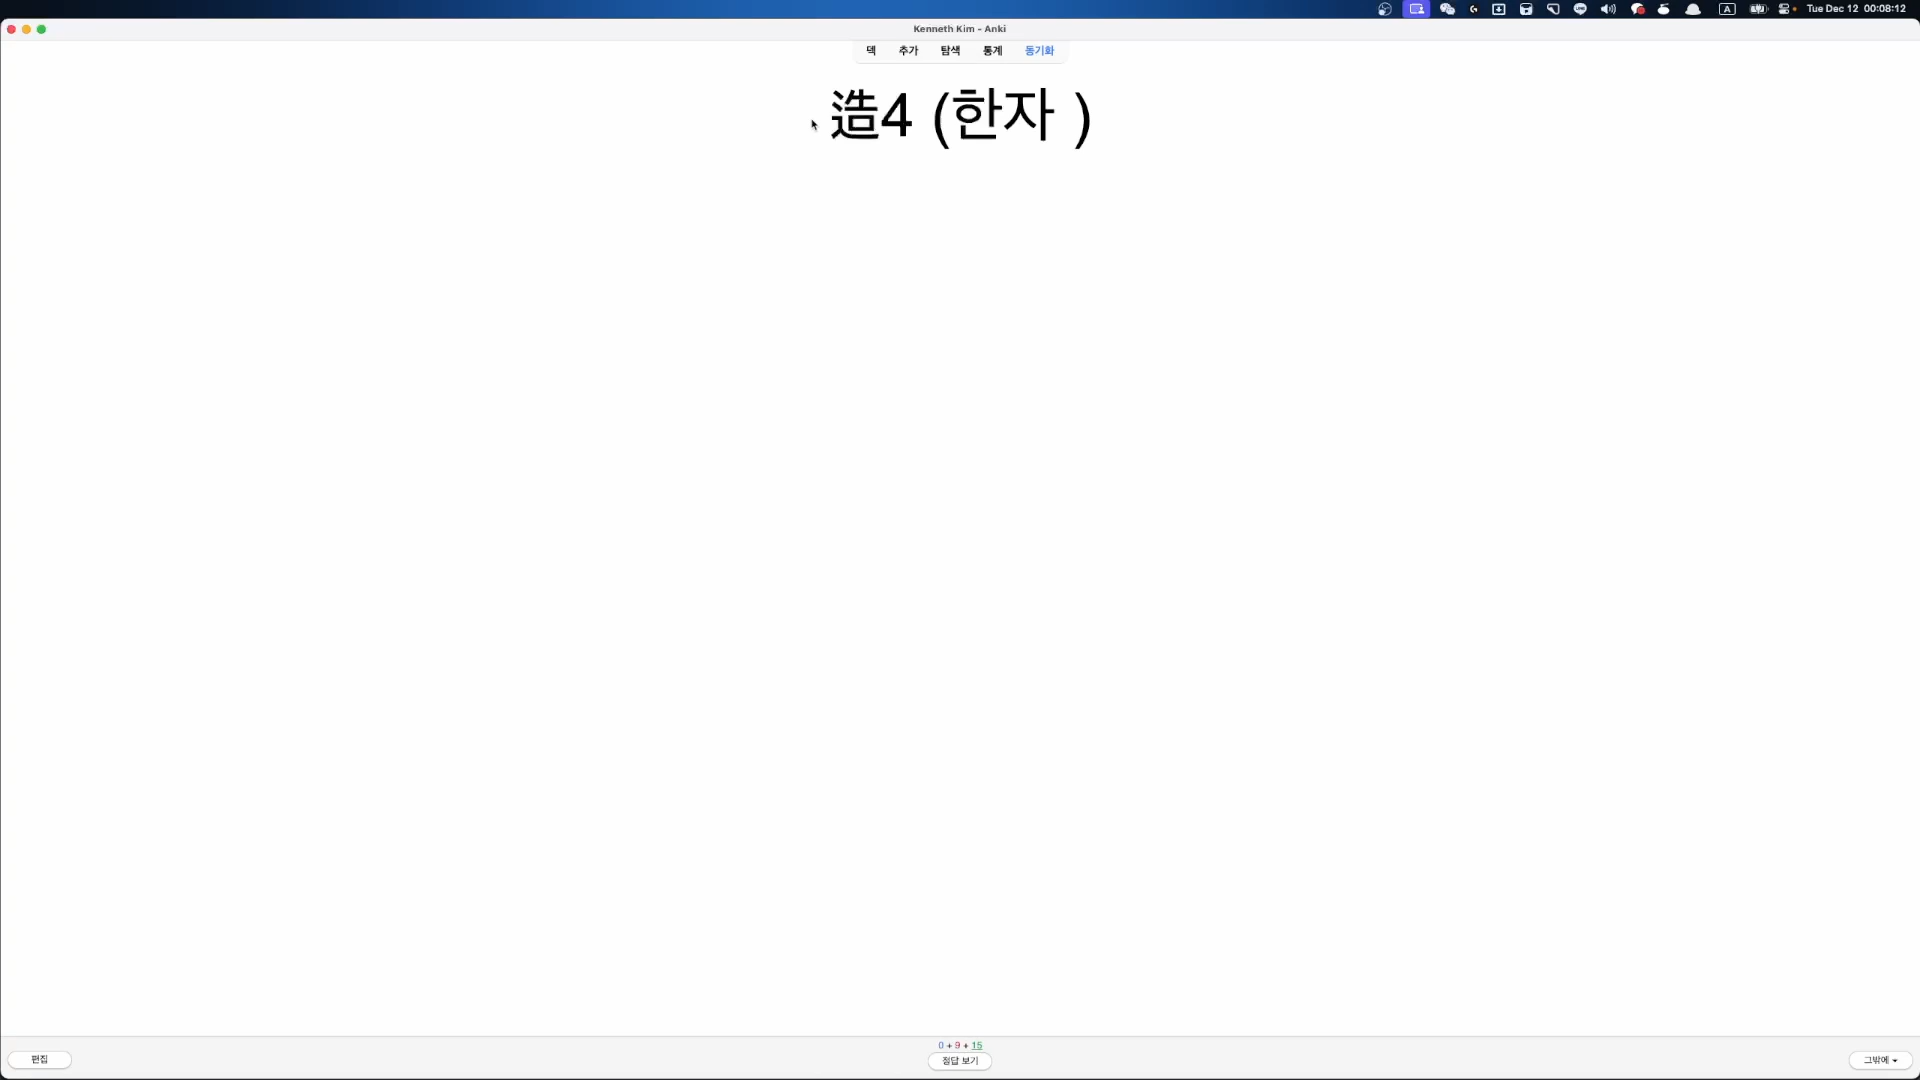 Tue Dec 12 00:08:12
Kenneth Kim - Anki
덱 추가 탐색 통계 동기화
造4 (한자 )
0 + 9 + 15
편집 정답 보기 그밖에